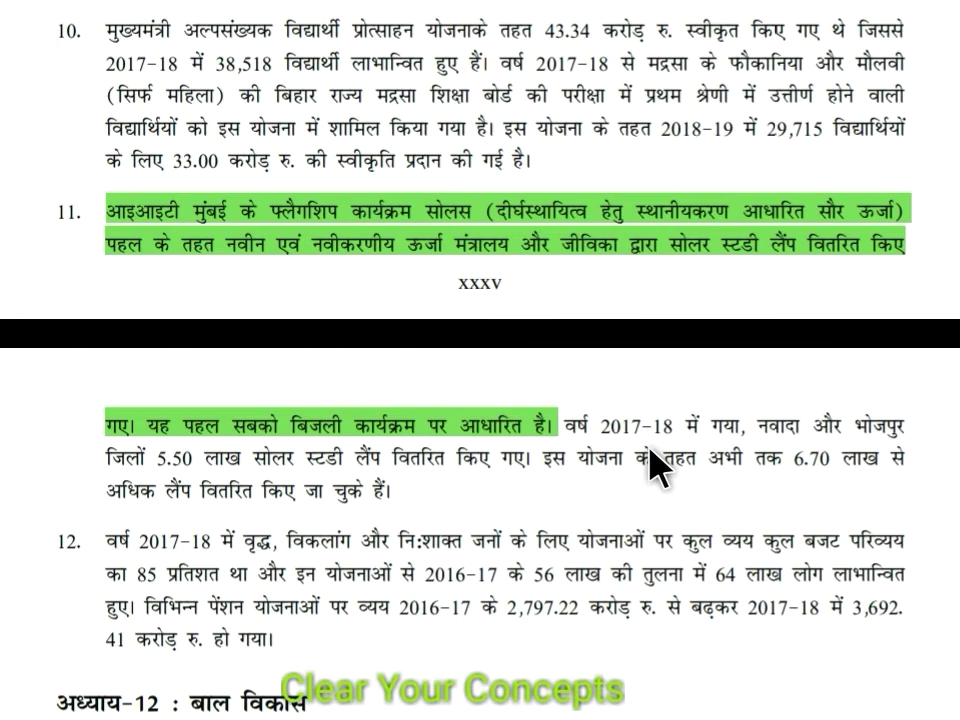 10. मुख्यमंत्री अल्पसंख्यक विद्यार्थी प्रोत्साहन योजनाके तहत 43.34 करोड़ रु. स्वीकृत किए गए थे जिससे
2017-18 में 38,518 विद्यार्थी लाभान्वित हुए हैं। वर्ष 2017-18 से मद्रसा के फौकानिया और मौलवी
(सिर्फ महिला) की बिहार राज्य मद्रसा शिक्षा बोर्ड की परीक्षा में प्रथम श्रेणी में उत्तीर्ण होने वाली
विद्यार्थियों को इस योजना में शामिल किया गया है। इस योजना के तहत 2018-19 में 29,715 विद्यार्थियों
के लिए 33.00 करोड़ रु. की स्वीकृति प्रदान की गई है।
11. आइआइटी मुंबई के फ्लैगशिप कार्यक्रम सोलस (दीर्घस्थायित्व हेतु स्थानीयकरण आधारित सौर ऊर्जा)
पहल के तहत नवीन एवं नवीकरणीय ऊर्जा मंत्रालय और जीविका द्वारा सोलर स्टडी लैंप वितरित किए
xxxv
गए। यह पहल सबको बिजली कार्यक्रम पर आधारित है। वर्ष 2017-18 में गया, नवादा और भोजपुर
जिलों 5.50 लाख सोलर स्टडी लैंप वितरित किए गए। इस योजना के तहत अभी तक 6.70 लाख से
अधिक लैंप वितरित किए जा चुके हैं।
12. वर्ष 2017-18 में वृद्ध, विकलांग और नि:शाक्त जनों के लिए योजनाओं पर कुल व्यय कुल बजट परिव्यय
का 85 प्रतिशत था और इन योजनाओं से 2016-17 के 56 लाख की तुलना में 64 लाख लोग लाभान्वित
हुए। विभिन्न पेंशन योजनाओं पर व्यय 2016-17 के 2,797.22 करोड़ रु. से बढ़कर 2017-18 में 3,692.
41 करोड़ रु. हो गया।
Clear Your Concepts
अध्याय-12 : बाल विकास